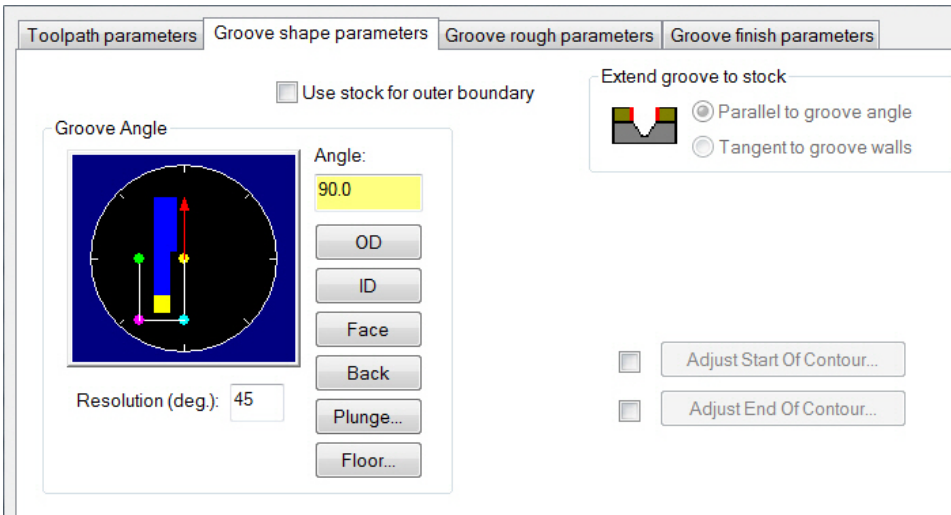 Toolpath parameters
Groove shape parameters
Groove rough parameters
Groove finish parameters
Use stock for outer boundary
Extend groove to stock
Parallel to groove angle
Tangent to groove walls
Groove Angle
Angle:
90.0
OD
ID
Face
Back
Plunge...
Floor...
Resolution (deg.): 45
Adjust Start Of Contour...
Adjust End Of Contour...